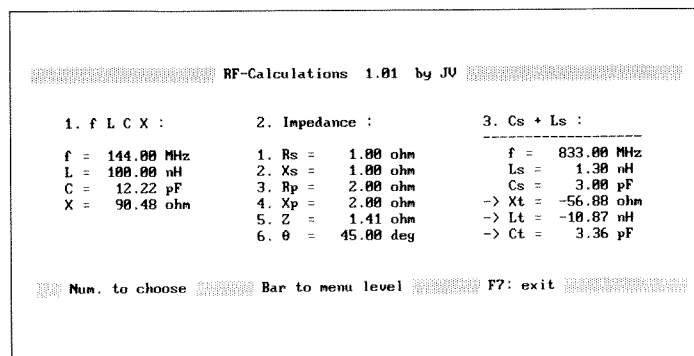 RF-Calculations 1.01 by JV
1. f L C X :
f = 144.00 MHz
L = 100.00 nH
C = 12.22 pF
X = 90.48 ohm
2. Impedance :
1. Rs = 1.00 ohm
2. Xs = 1.00 ohm
3. Rp = 2.00 ohm
4. Xp = 2.00 ohm
5. Z = 1.41 ohm
6. θ = 45.00 deg
3. Cs + Ls :
f = 833.00 MHz
Ls = 1.30 nH
Cs = 3.00 pF
-> Xt = -56.88 ohm
-> Lt = -10.87 nH
-> Ct = 3.36 pF
Num. to choose Bar to menu level F7: exit